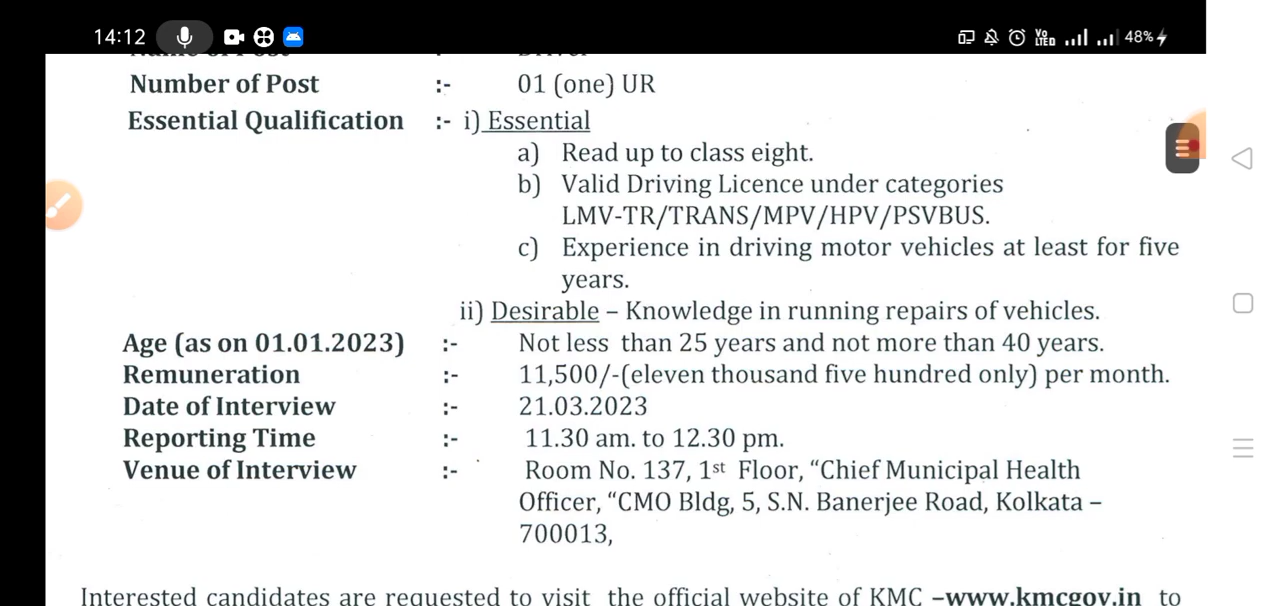 14:12 48%
Name of Post :- Driver
Number of Post :- 01 (one) UR
Essential Qualification :- i) Essential
a) Read up to class eight.
b) Valid Driving Licence under categories
LMV-TR/TRANS/MPV/HPV/PSVBUS.
c) Experience in driving motor vehicles at least for five
years.
ii) Desirable – Knowledge in running repairs of vehicles.
Age (as on 01.01.2023) :- Not less than 25 years and not more than 40 years.
Remuneration :- 11,500/-(eleven thousand five hundred only) per month.
Date of Interview :- 21.03.2023
Reporting Time :- 11.30 am. to 12.30 pm.
Venue of Interview :- Room No. 137, 1st Floor, “Chief Municipal Health
Officer, “CMO Bldg, 5, S.N. Banerjee Road, Kolkata –
700013,
Interested candidates are requested to visit the official website of KMC –www.kmcgov.in to